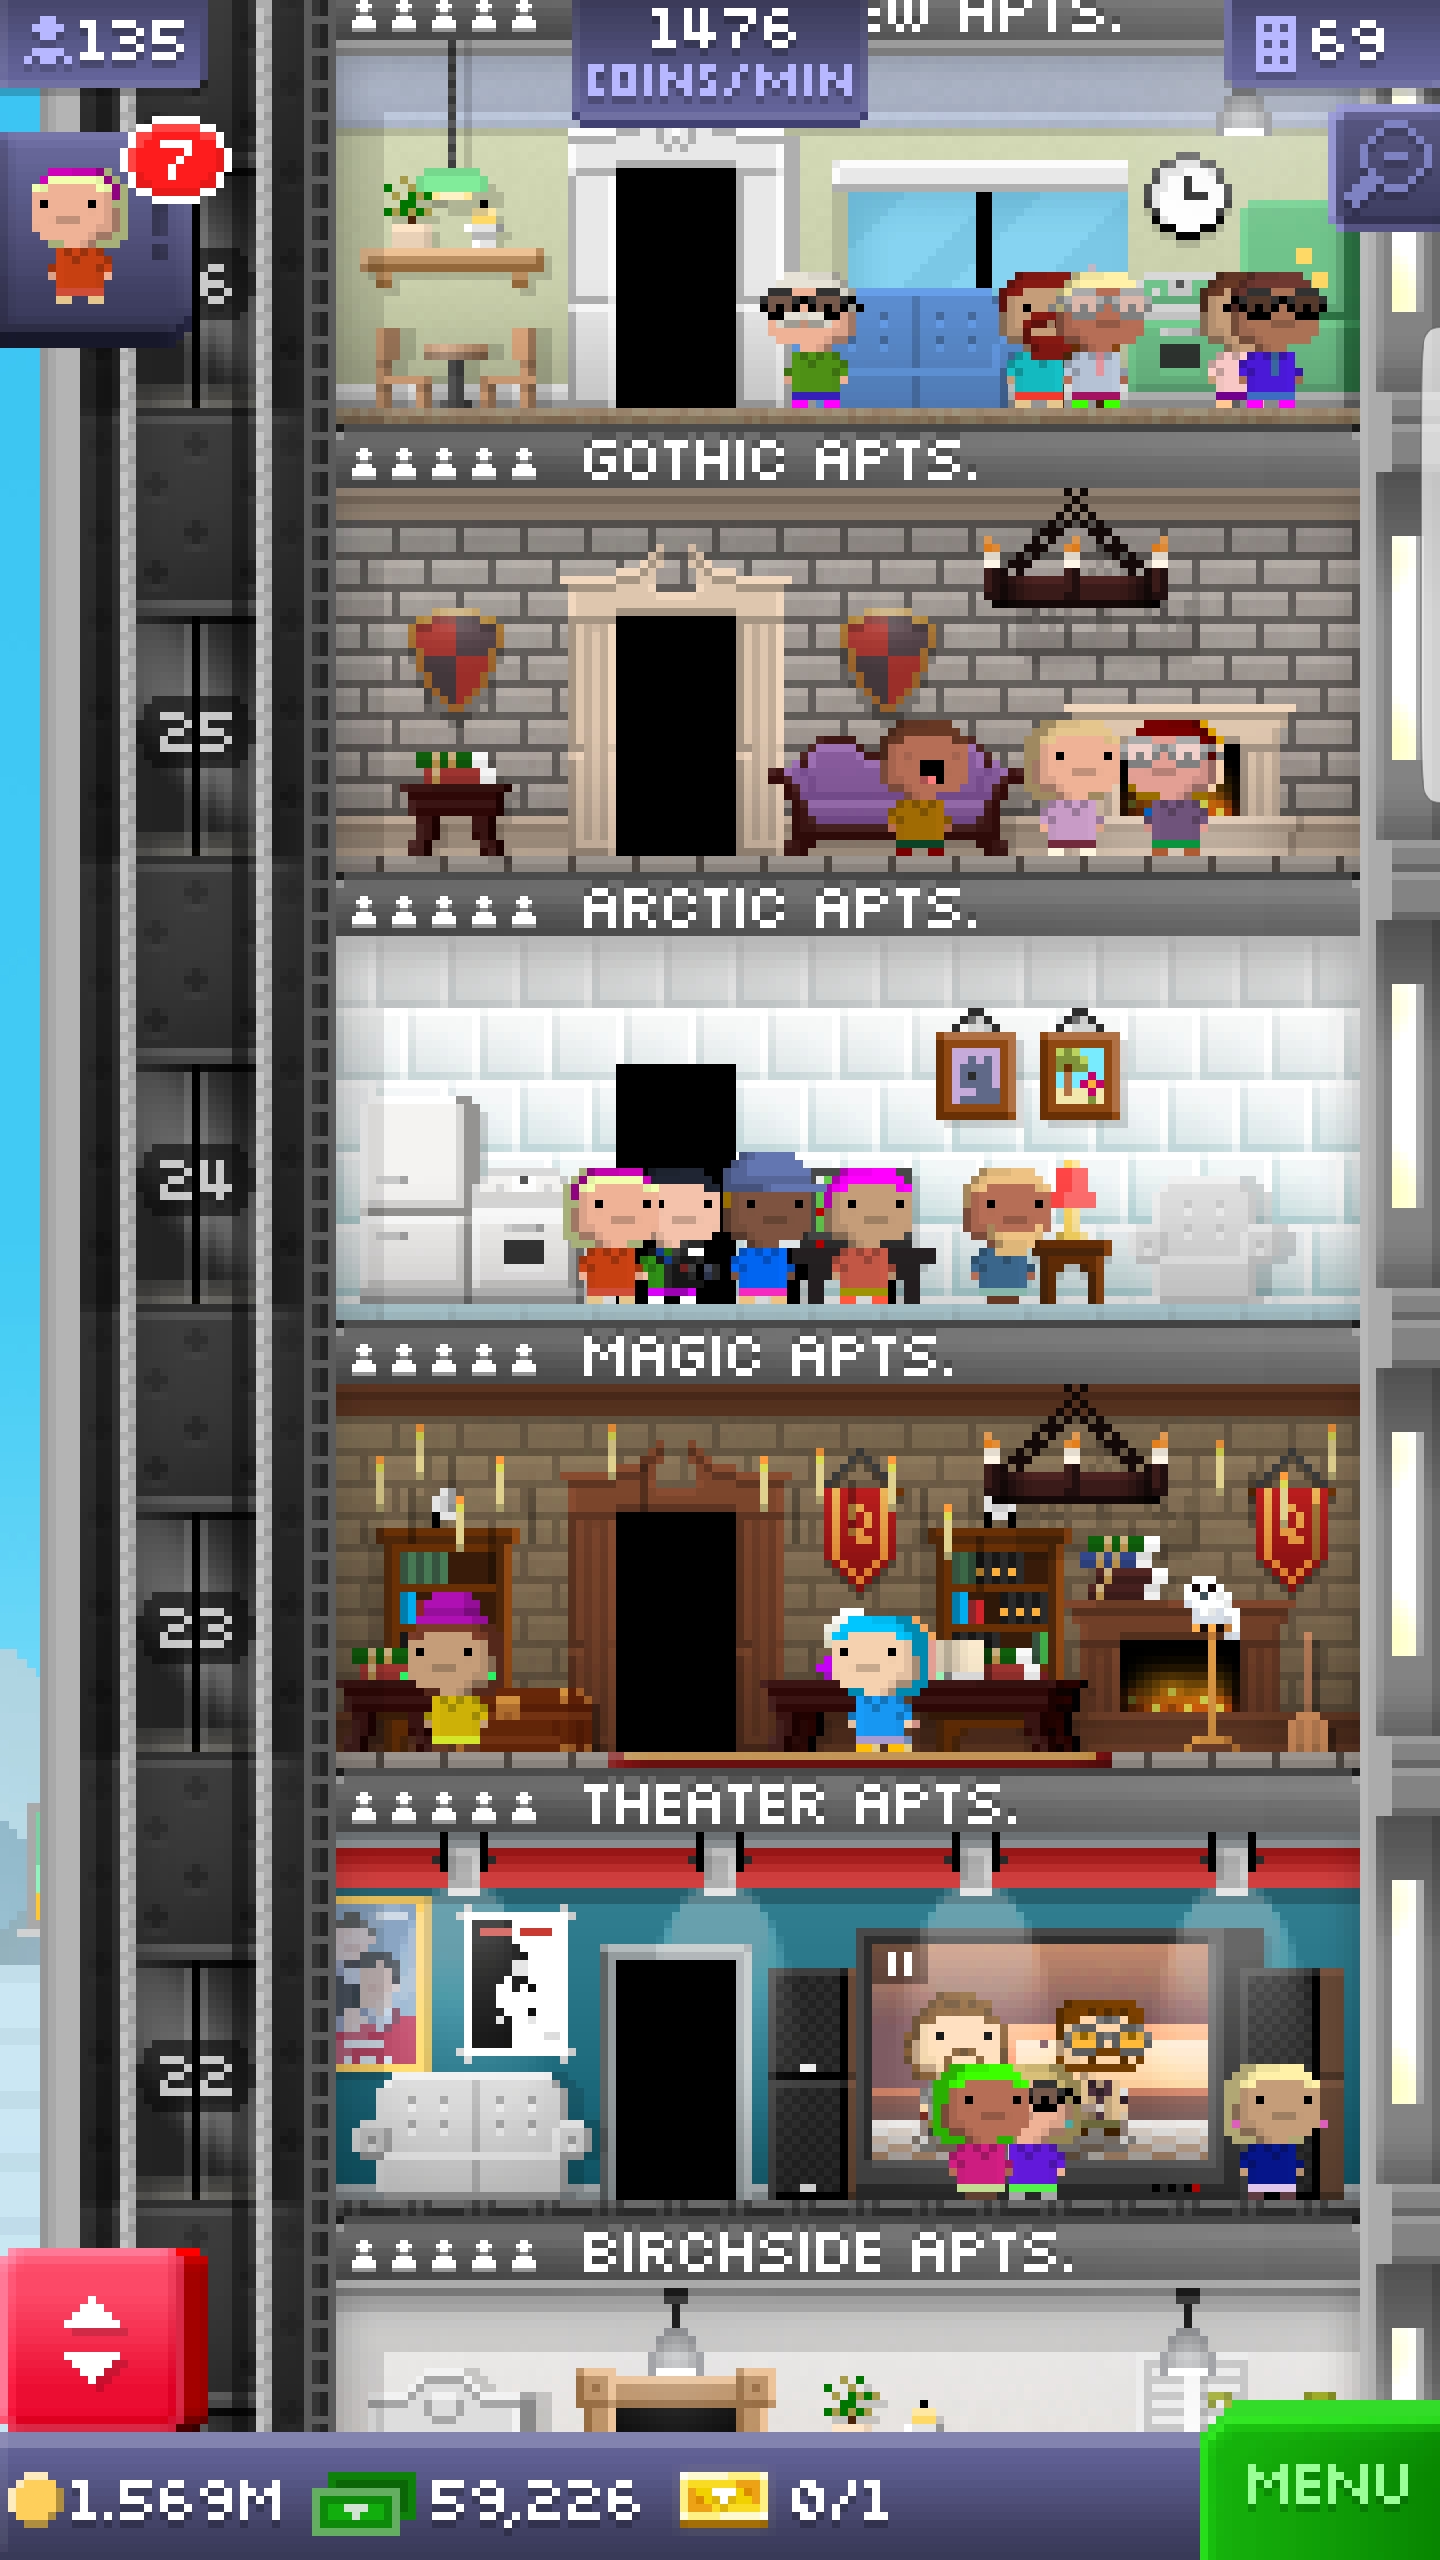 135
1476
COINS/MIN
EW APTS.
69
7
6
GOTHIC APTS.
25
ARCTIC APTS.
24
MAGIC APTS.
23
THEATER APTS.
22
BIRCHSIDE APTS.
1.569M
59,226
0/1
MENU